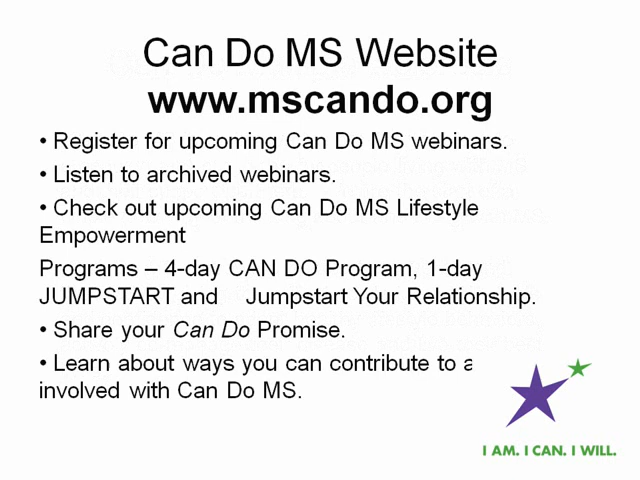 Can Do MS Website
www.mscando.org
• Register for upcoming Can Do MS webinars.
• Listen to archived webinars.
• Check out upcoming Can Do MS Lifestyle
Empowerment
Programs – 4-day CAN DO Program, 1-day
JUMPSTART and Jumpstart Your Relationship.
• Share your Can Do Promise.
• Learn about ways you can contribute to a
involved with Can Do MS.
I AM. I CAN. I WILL.